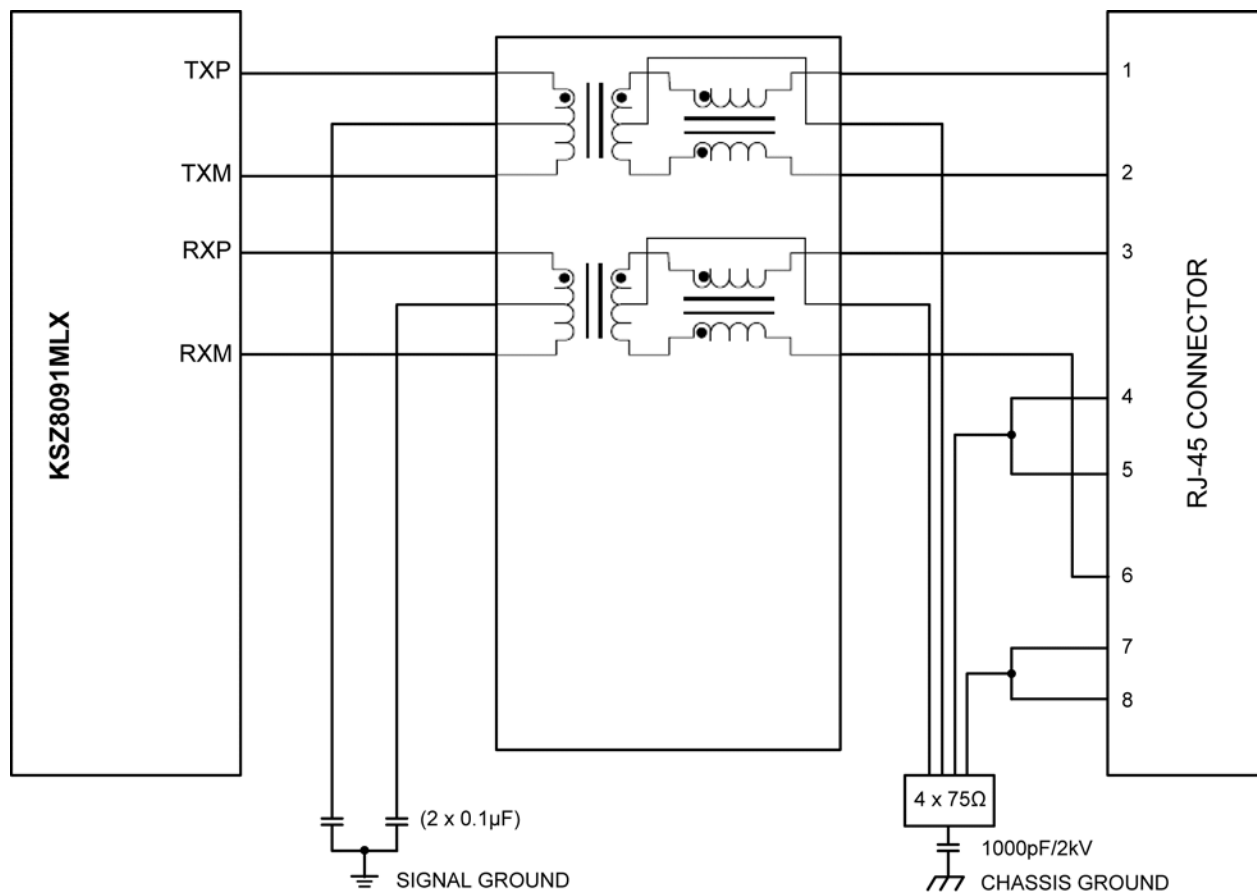 TXP
TXM
RXP
RXM
KSZ8091MLX
1
2
3
4
5
6
7
8
RJ-45 CONNECTOR
(2 x 0.1µF)
SIGNAL GROUND
4 x 75Ω
1000pF/2kV
CHASSIS GROUND